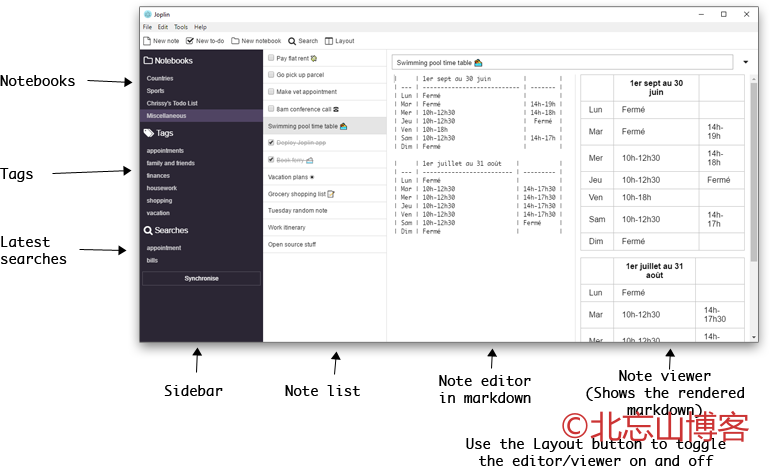 Joplin
File Edit Tools Help
New note New to-do New notebook Search Layout
Notebooks
Countries
Sports
Chrissy's Todo List
Miscellaneous
Tags
appointments
family and friends
finances
housework
shopping
vacation
Searches
appointment
bills
Synchronise
Pay flat rent
Go pick up parcel
Make vet appointment
8am conference call
Swimming pool time table
Deploy Joplin app
Book ferry
Vacation plans
Grocery shopping list
Tuesday random note
Work itinerary
Open source stuff
Swimming pool time table
| | 1er sept au 30 juin | |
| --- | --------------------------- | ------- |
| Lun | Fermé | |
| Mar | Fermé | 14h-19h |
| Mer | 10h-12h30 | 14h-18h |
| Jeu | 10h-12h30 | Fermé |
| Ven | 10h-18h | |
| Sam | 10h-12h30 | 14h-17h |
| Dim | Fermé | |
| | 1er juillet au 31 août | |
| --- | ------------------------- | --------- |
| Lun | Fermé | |
| Mar | 10h-12h30 | 14h-17h30 |
| Mer | 10h-12h30 | 14h-17h30 |
| Jeu | 10h-12h30 | 14h-17h30 |
| Ven | 10h-12h30 | 14h-17h30 |
| Sam | 10h-12h30 | Fermé |
| Dim | Fermé | |
1er sept au 30
juin
Lun Fermé
Mar Fermé 14h-
19h
Mer 10h-12h30 14h-
18h
Jeu 10h-12h30 Fermé
Ven 10h-18h
Sam 10h-12h30 14h-
17h
Dim Fermé
1er juillet au 31
août
Lun Fermé
Mar 10h-12h30 14h-
17h30
Mer 10h-12h30 14h-
Notebooks
Tags
Latest
searches
Sidebar
Note list
Note editor
in markdown
Note viewer
(Shows the rendered
markdown)
©北忘山博客
Use the Layout button to toggle
the editor/viewer on and off